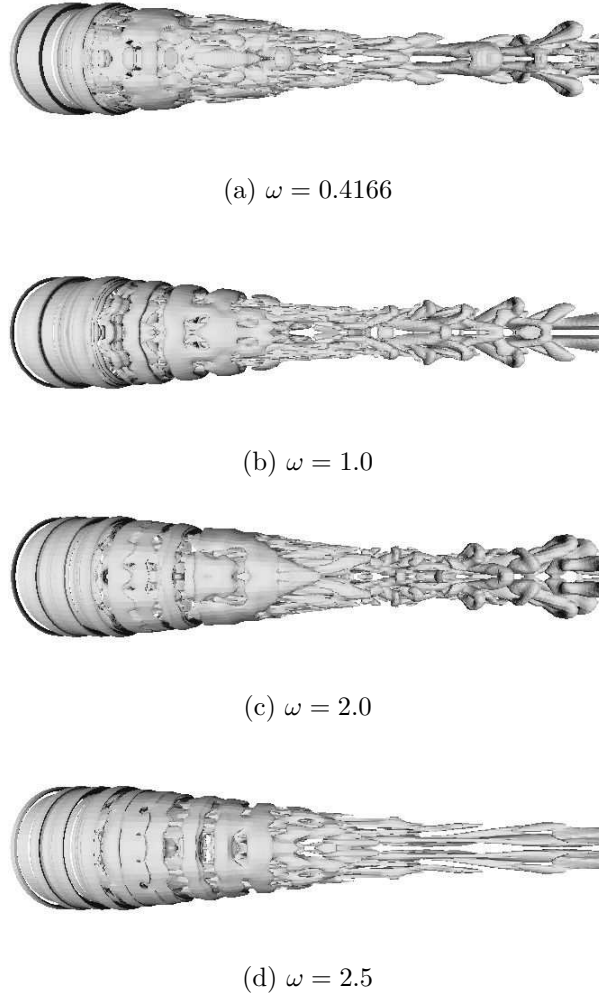 (a) ω = 0.4166
(b) ω = 1.0
(c) ω = 2.0
(d) ω = 2.5